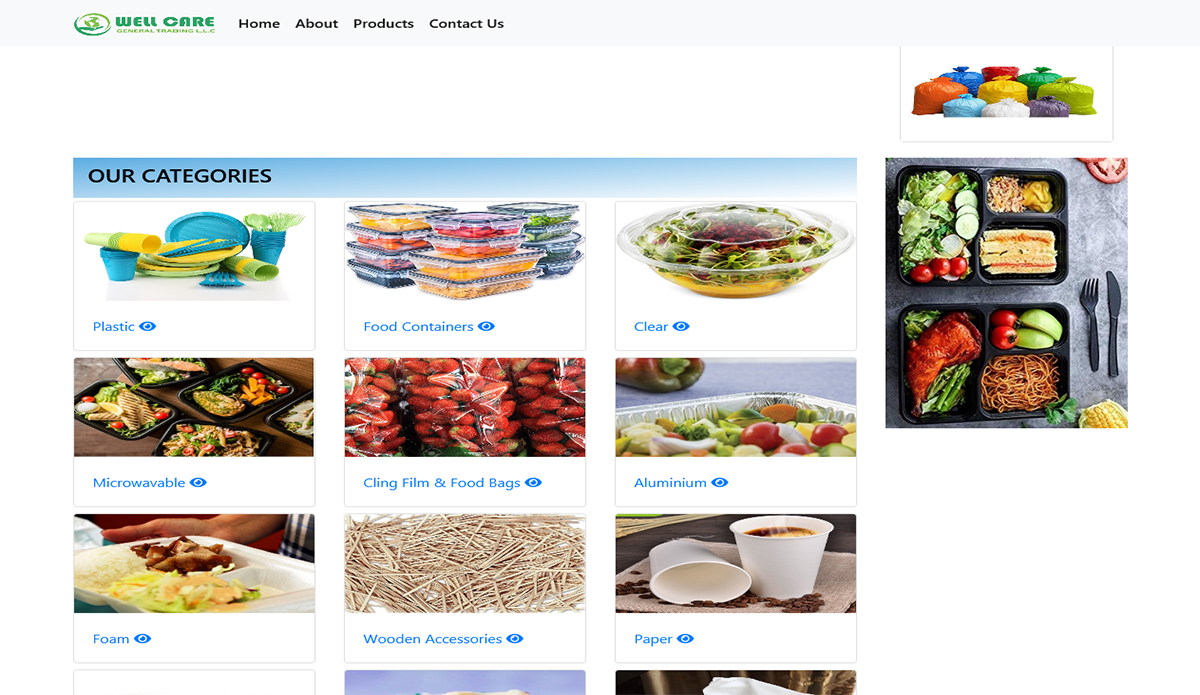 WELL CARE
GENERAL TRADING L.L.C
Home About Products Contact Us
OUR CATEGORIES
Plastic
Food Containers
Clear
Microwavable
Cling Film & Food Bags
Aluminium
Foam
Wooden Accessories
Paper